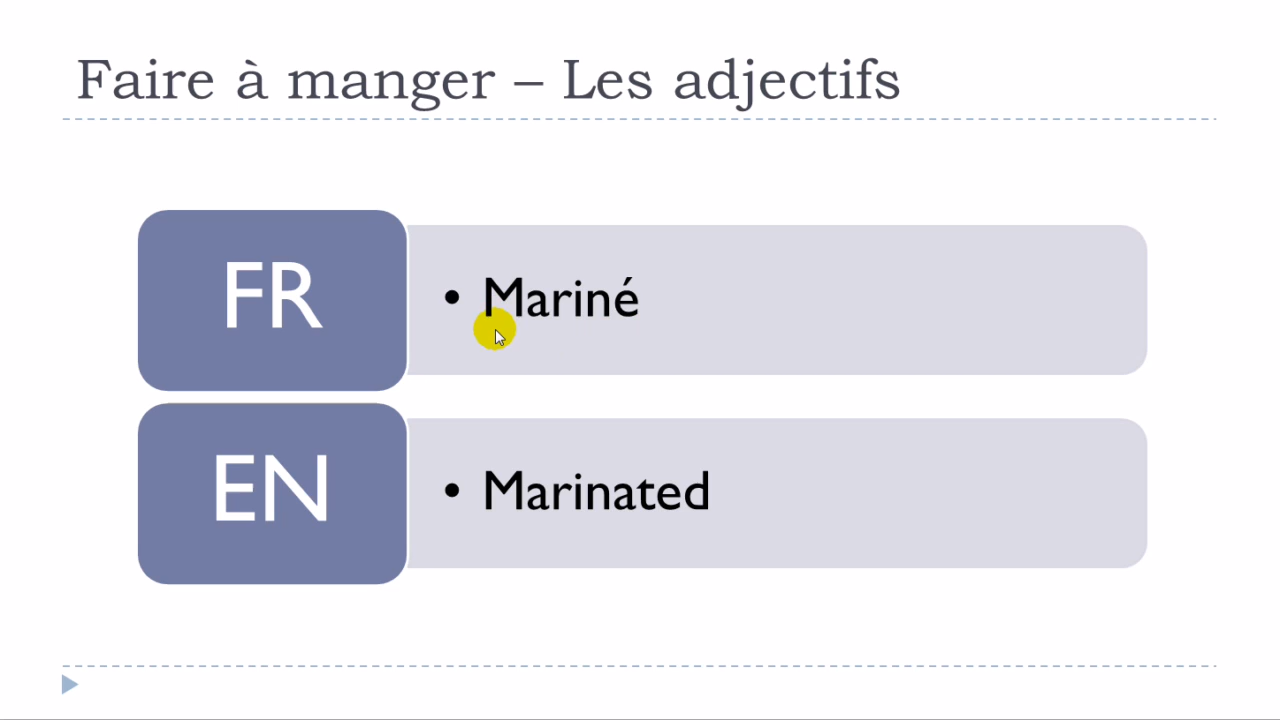 Faire à manger – Les adjectifs
FR
• Mariné
EN
• Marinated